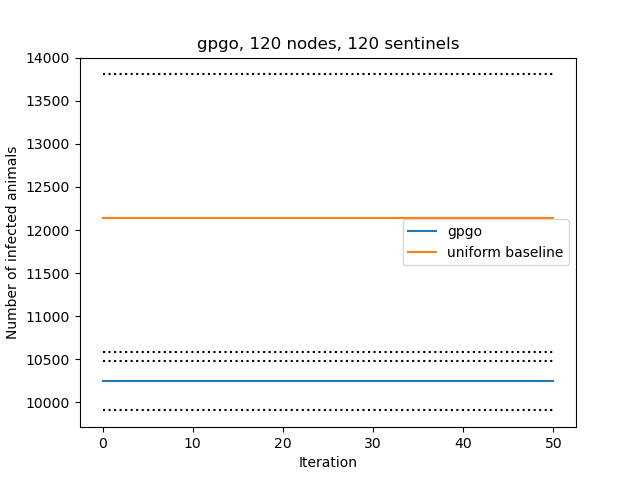 gpgo, 120 nodes, 120 sentinels
14000
13500
13000
12500
12000
11500
11000
10500
10000
Number of infected animals
gpgo
uniform baseline
0 10 20 30 40 50
Iteration